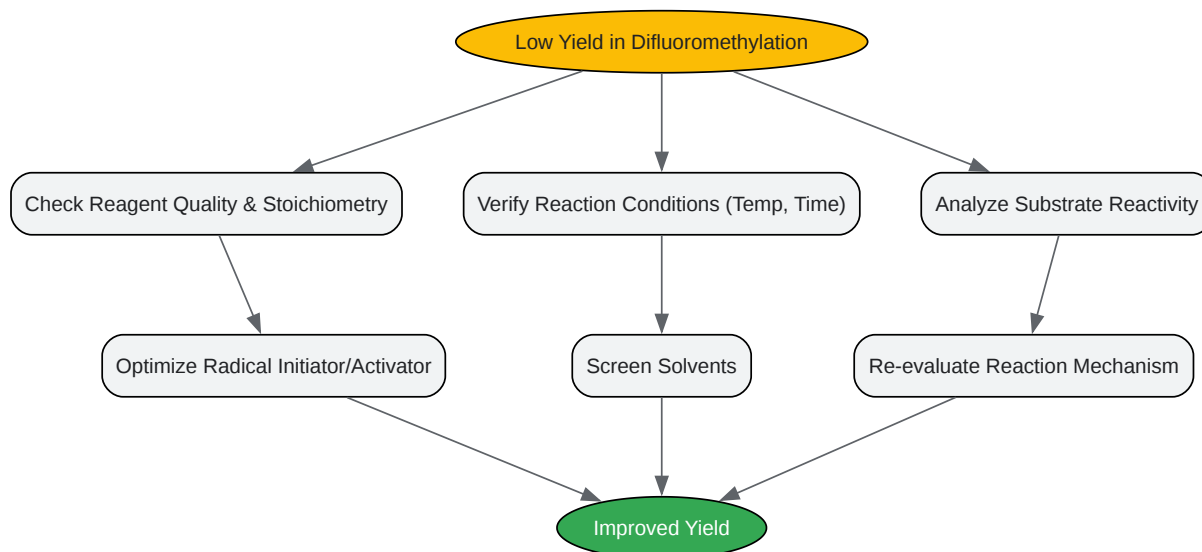 Low Yield in Difluoromethylation
Check Reagent Quality & Stoichiometry
Verify Reaction Conditions (Temp, Time)
Analyze Substrate Reactivity
Optimize Radical Initiator/Activator
Screen Solvents
Re-evaluate Reaction Mechanism
Improved Yield